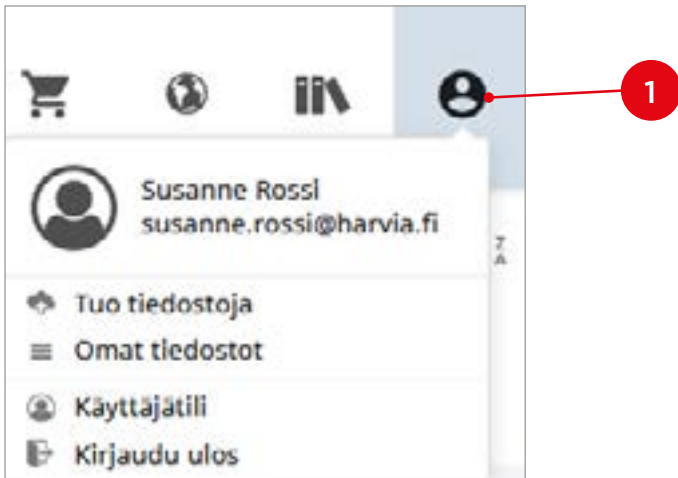 1
Susanne Rossi
susanne.rossi@harvia.fi
Z
A
Tuo tiedostoja
Omat tiedostot
Käyttäjätili
Kirjaudu ulos